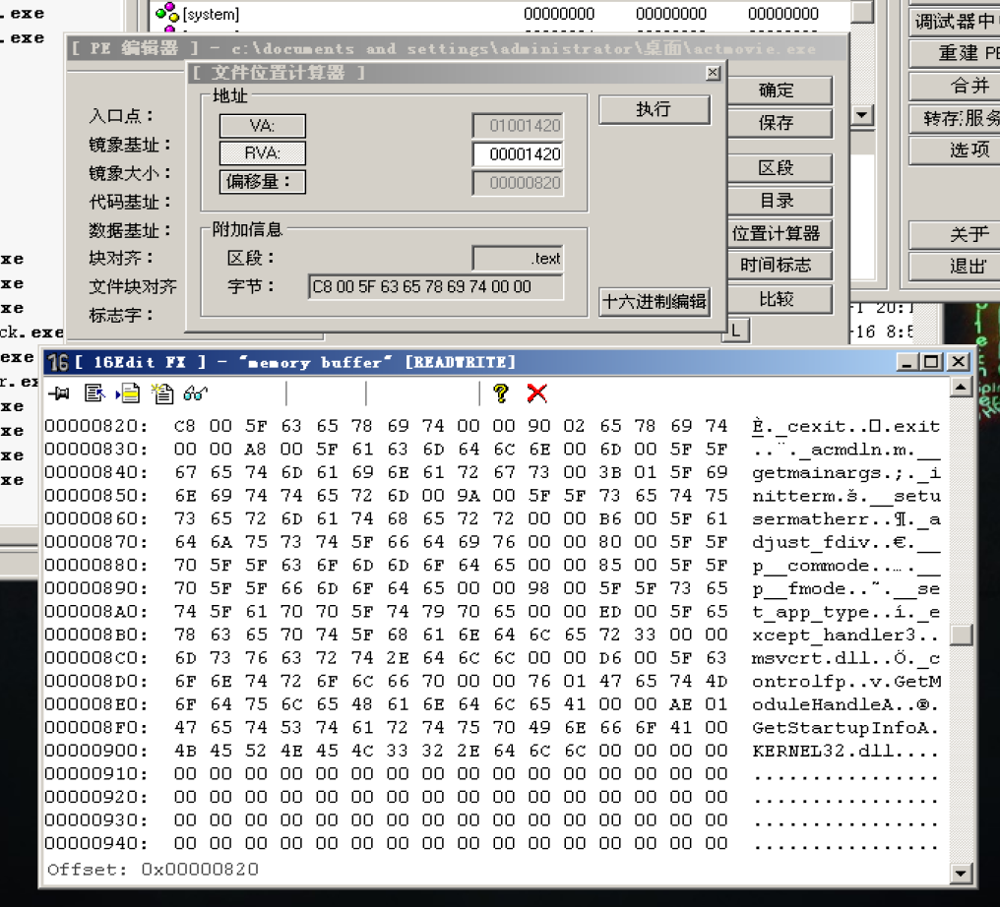 .exe
[system] 00000000 00000000 00000000
.exe
调试器中
[ PE 编辑器 ] - c:\documents and settings\administrator\桌面\actmovie.exe
重建 PE
[ 文件位置计算器 ]
合并
地址
确定
执行
入口点：
VA: 01001420
保存
转存:服务
镜象基址：
RVA: 00001420
选项
镜象大小：
偏移量： 00000820
区段
代码基址：
目录
数据基址：
附加信息
位置计算器
关于
xe
块对齐：
区段： .text
时间标志
退出
xe
文件块对齐
字节： C8 00 5F 63 65 78 69 74 00 00
十六进制编辑
比较
xe
标志字：
ck.exe
L
-16 8:5
exe
16 [ 16Edit FX ] - "memory buffer" [READWRITE]
r.ex
xe
00000820: C8 00 5F 63 65 78 69 74 00 00 90 02 65 78 69 74 È._cexit..□.exit
xe
00000830: 00 00 A8 00 5F 61 63 6D 64 6C 6E 00 6D 00 5F 5F ..¨._acmdln.m.__
xe
00000840: 67 65 74 6D 61 69 6E 61 72 67 73 00 3B 01 5F 69 getmainargs.;._i
xe
00000850: 6E 69 74 74 65 72 6D 00 9A 00 5F 5F 73 65 74 75 nitterm.š.__setu
00000860: 73 65 72 6D 61 74 68 65 72 72 00 00 B6 00 5F 61 sermatherr..¶._a
00000870: 64 6A 75 73 74 5F 66 64 69 76 00 00 80 00 5F 5F djust_fdiv..€.__
00000880: 70 5F 5F 63 6F 6D 6D 6F 64 65 00 00 85 00 5F 5F p__commode..….__
00000890: 70 5F 5F 66 6D 6F 64 65 00 00 98 00 5F 5F 73 65 p__fmode..˜.__se
000008A0: 74 5F 61 70 70 5F 74 79 70 65 00 00 ED 00 5F 65 t_app_type..í._e
000008B0: 78 63 65 70 74 5F 68 61 6E 64 6C 65 72 33 00 00 xcept_handler3..
000008C0: 6D 73 76 63 72 74 2E 64 6C 6C 00 00 D6 00 5F 63 msvcrt.dll..Ö._c
000008D0: 6F 6E 74 72 6F 6C 66 70 00 00 76 01 47 65 74 4D ontrolfp..v.GetM
000008E0: 6F 64 75 6C 65 48 61 6E 64 6C 65 41 00 00 AE 01 oduleHandleA..®.
000008F0: 47 65 74 53 74 61 72 74 75 70 49 6E 66 6F 41 00 GetStartupInfoA.
00000900: 4B 45 52 4E 45 4C 33 32 2E 64 6C 6C 00 00 00 00 KERNEL32.dll....
00000910: 00 00 00 00 00 00 00 00 00 00 00 00 00 00 00 00 ................
00000920: 00 00 00 00 00 00 00 00 00 00 00 00 00 00 00 00 ................
00000930: 00 00 00 00 00 00 00 00 00 00 00 00 00 00 00 00 ................
00000940: 00 00 00 00 00 00 00 00 00 00 00 00 00 00 00 00 ................
Offset: 0x00000820